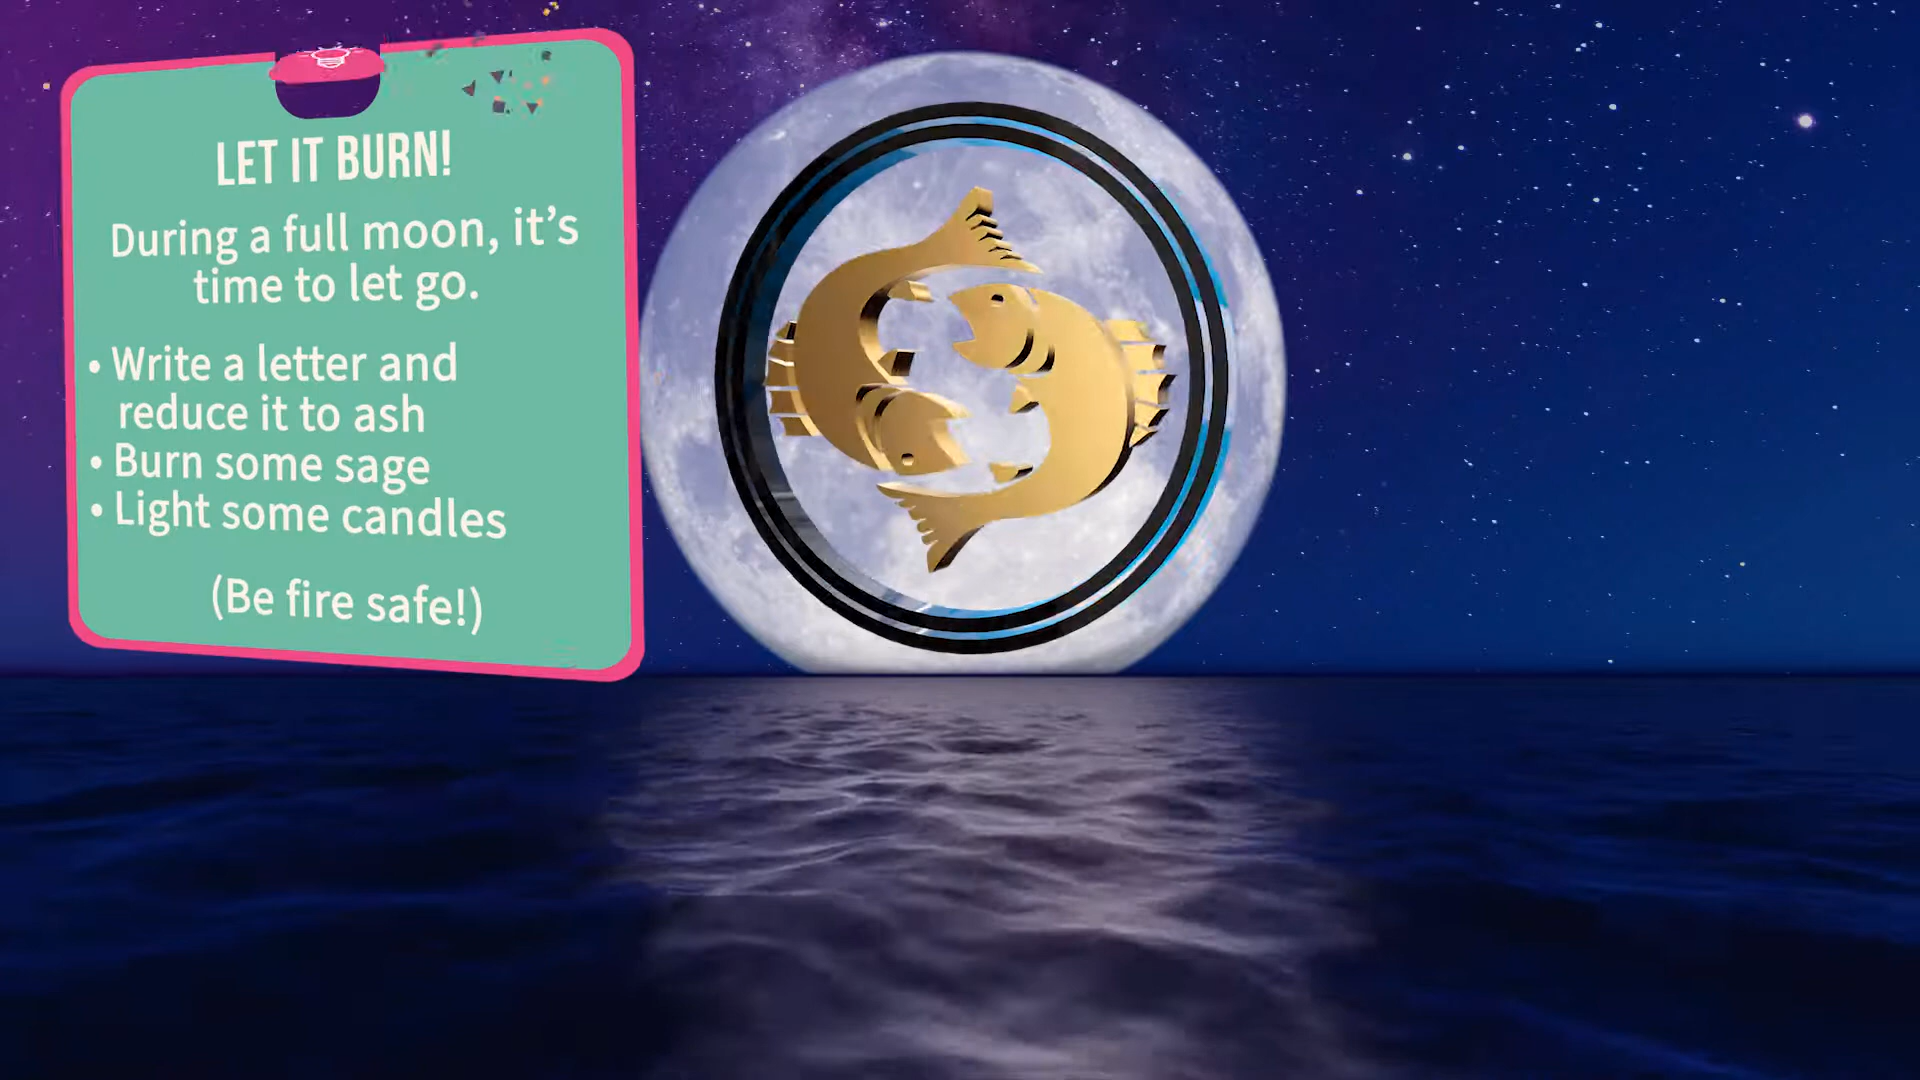 LET IT BURN!
During a full moon, it’s
time to let go.
• Write a letter and
reduce it to ash
• Burn some sage
• Light some candles
(Be fire safe!)